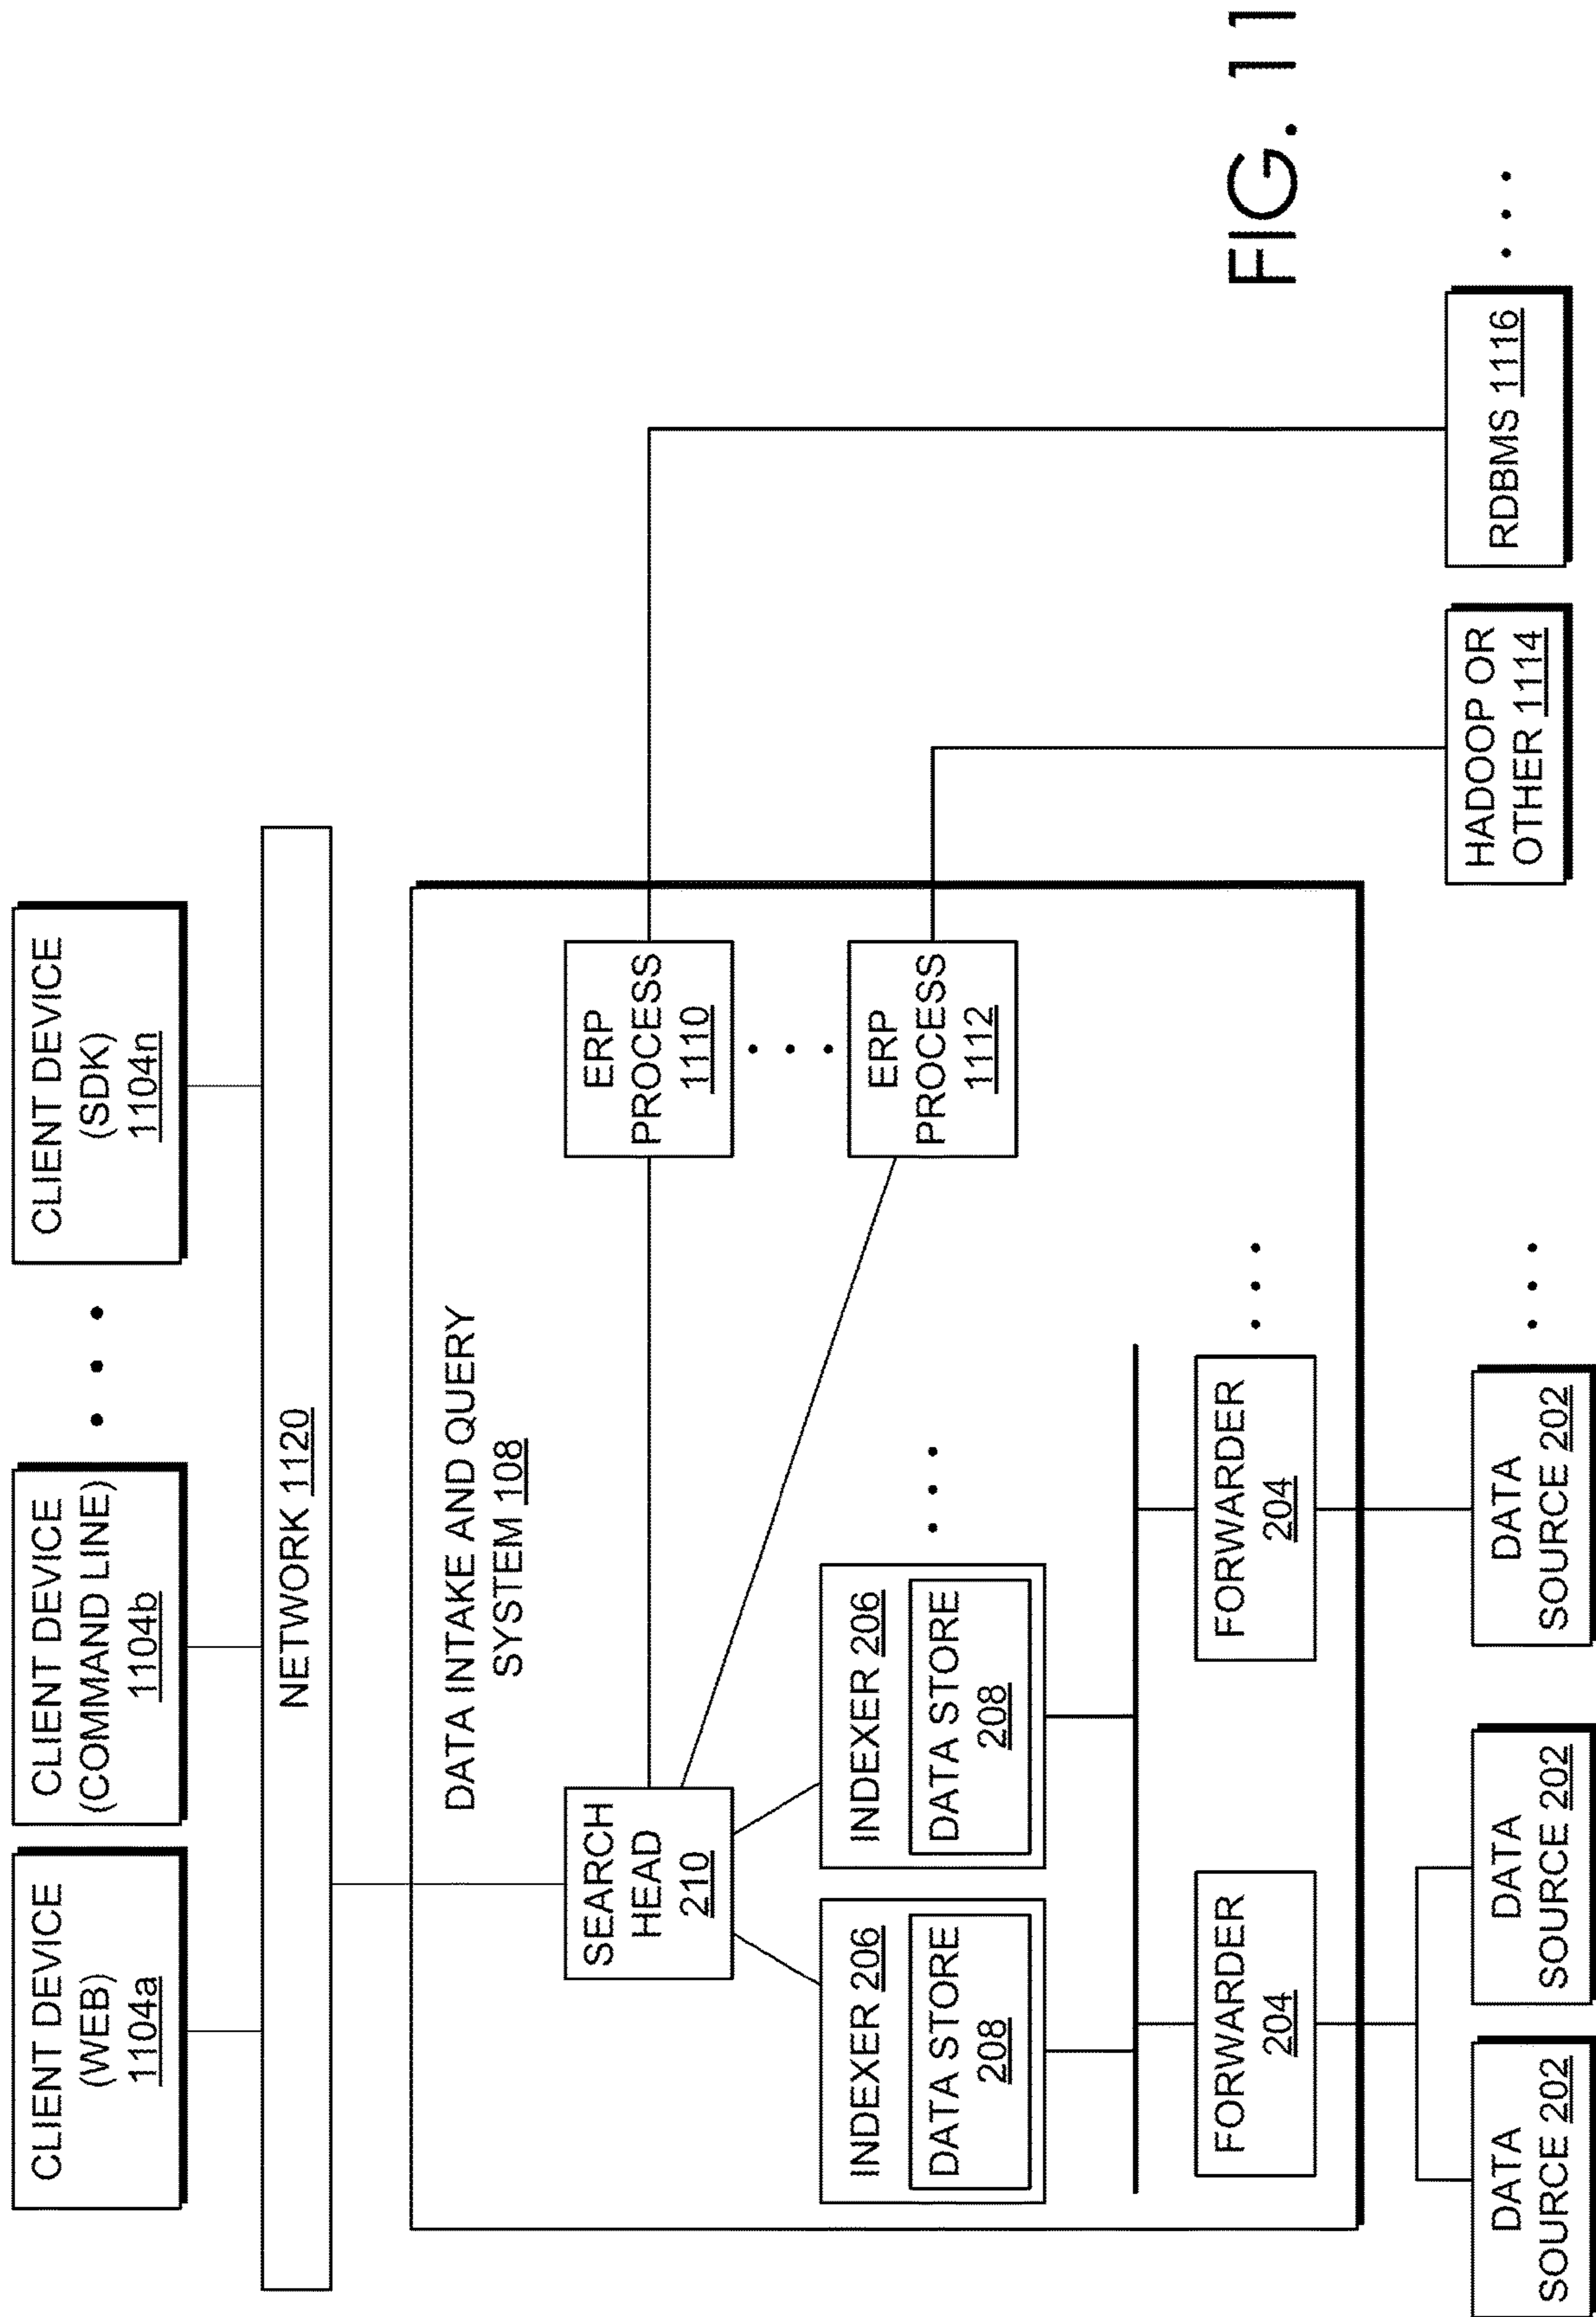 CLIENT DEVICE
(WEB)
1104a
CLIENT DEVICE
(COMMAND LINE)
1104b
CLIENT DEVICE
(SDK)
1104n
NETWORK 1120
DATA INTAKE AND QUERY
SYSTEM 108
SEARCH
HEAD
210
ERP
PROCESS
1110
INDEXER 206
DATA STORE
208
INDEXER 206
DATA STORE
208
ERP
PROCESS
1112
FORWARDER
204
FORWARDER
204
DATA
SOURCE 202
DATA
SOURCE 202
DATA
SOURCE 202
HADOOP OR
OTHER 1114
RDBMS 1116
FIG. 11